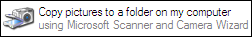 Copy pictures to a folder on my computer
using Microsoft Scanner and Camera Wizard